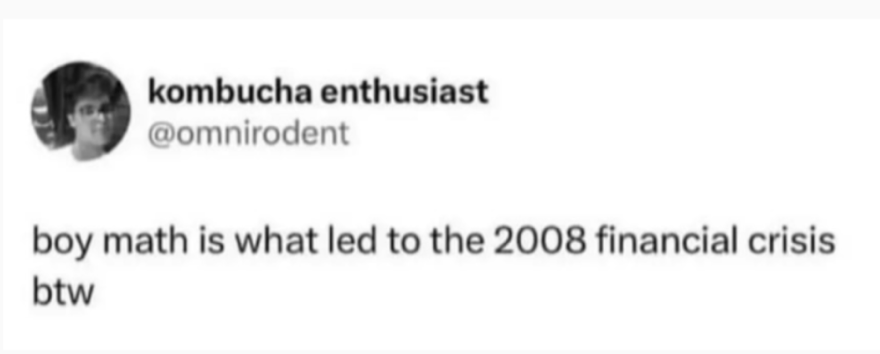 kombucha enthusiast
@omnirodent
boy math is what led to the 2008 financial crisis
btw